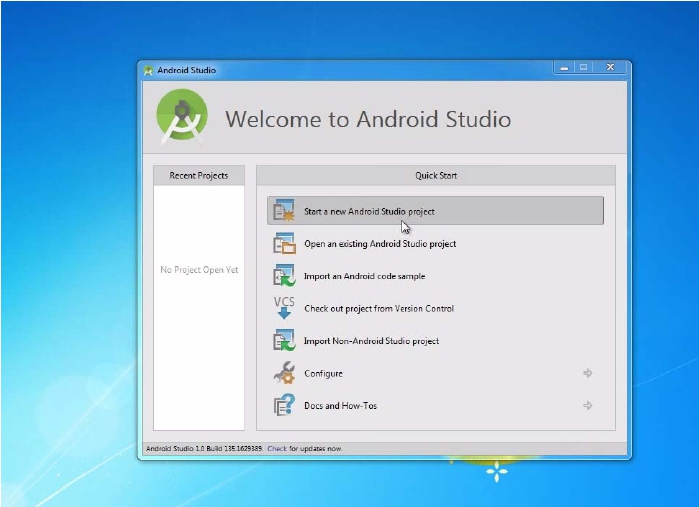 Android Studio
Welcome to Android Studio
Recent Projects
No Project Open Yet
Quick Start
Start a new Android Studio project
Open an existing Android Studio project
Import an Android code sample
VCS
Check out project from Version Control
Import Non-Android Studio project
Configure
Docs and How-Tos
Android Studio 1.0 Build 135.1629389. Check for updates now.